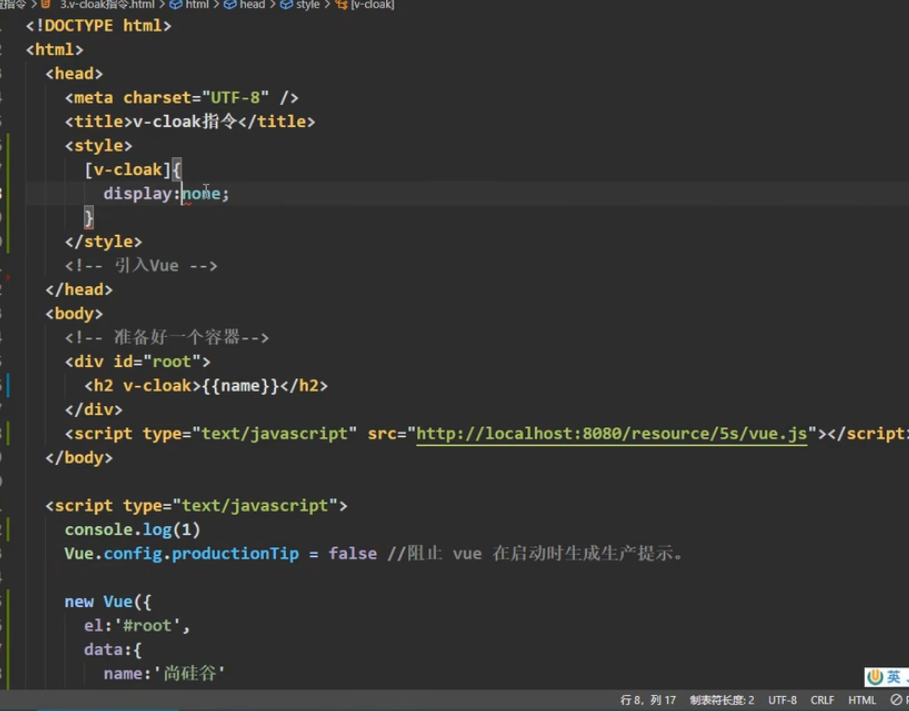 置指令 > 3.v-cloak指令.html > html > head > style > [v-cloak]
<!DOCTYPE html>
<html>
<head>
<meta charset="UTF-8" />
<title>v-cloak指令</title>
<style>
[v-cloak]{
display:none;
}
</style>
<!-- 引入Vue -->
</head>
<body>
<!-- 准备好一个容器-->
<div id="root">
<h2 v-cloak>{{name}}</h2>
</div>
<script type="text/javascript" src="http://localhost:8080/resource/5s/vue.js"></script>
</body>
<script type="text/javascript">
console.log(1)
Vue.config.productionTip = false //阻止 vue 在启动时生成生产提示。
new Vue({
el:'#root',
data:{
name:'尚硅谷'
英
行 8，列 17 制表符长度: 2 UTF-8 CRLF HTML